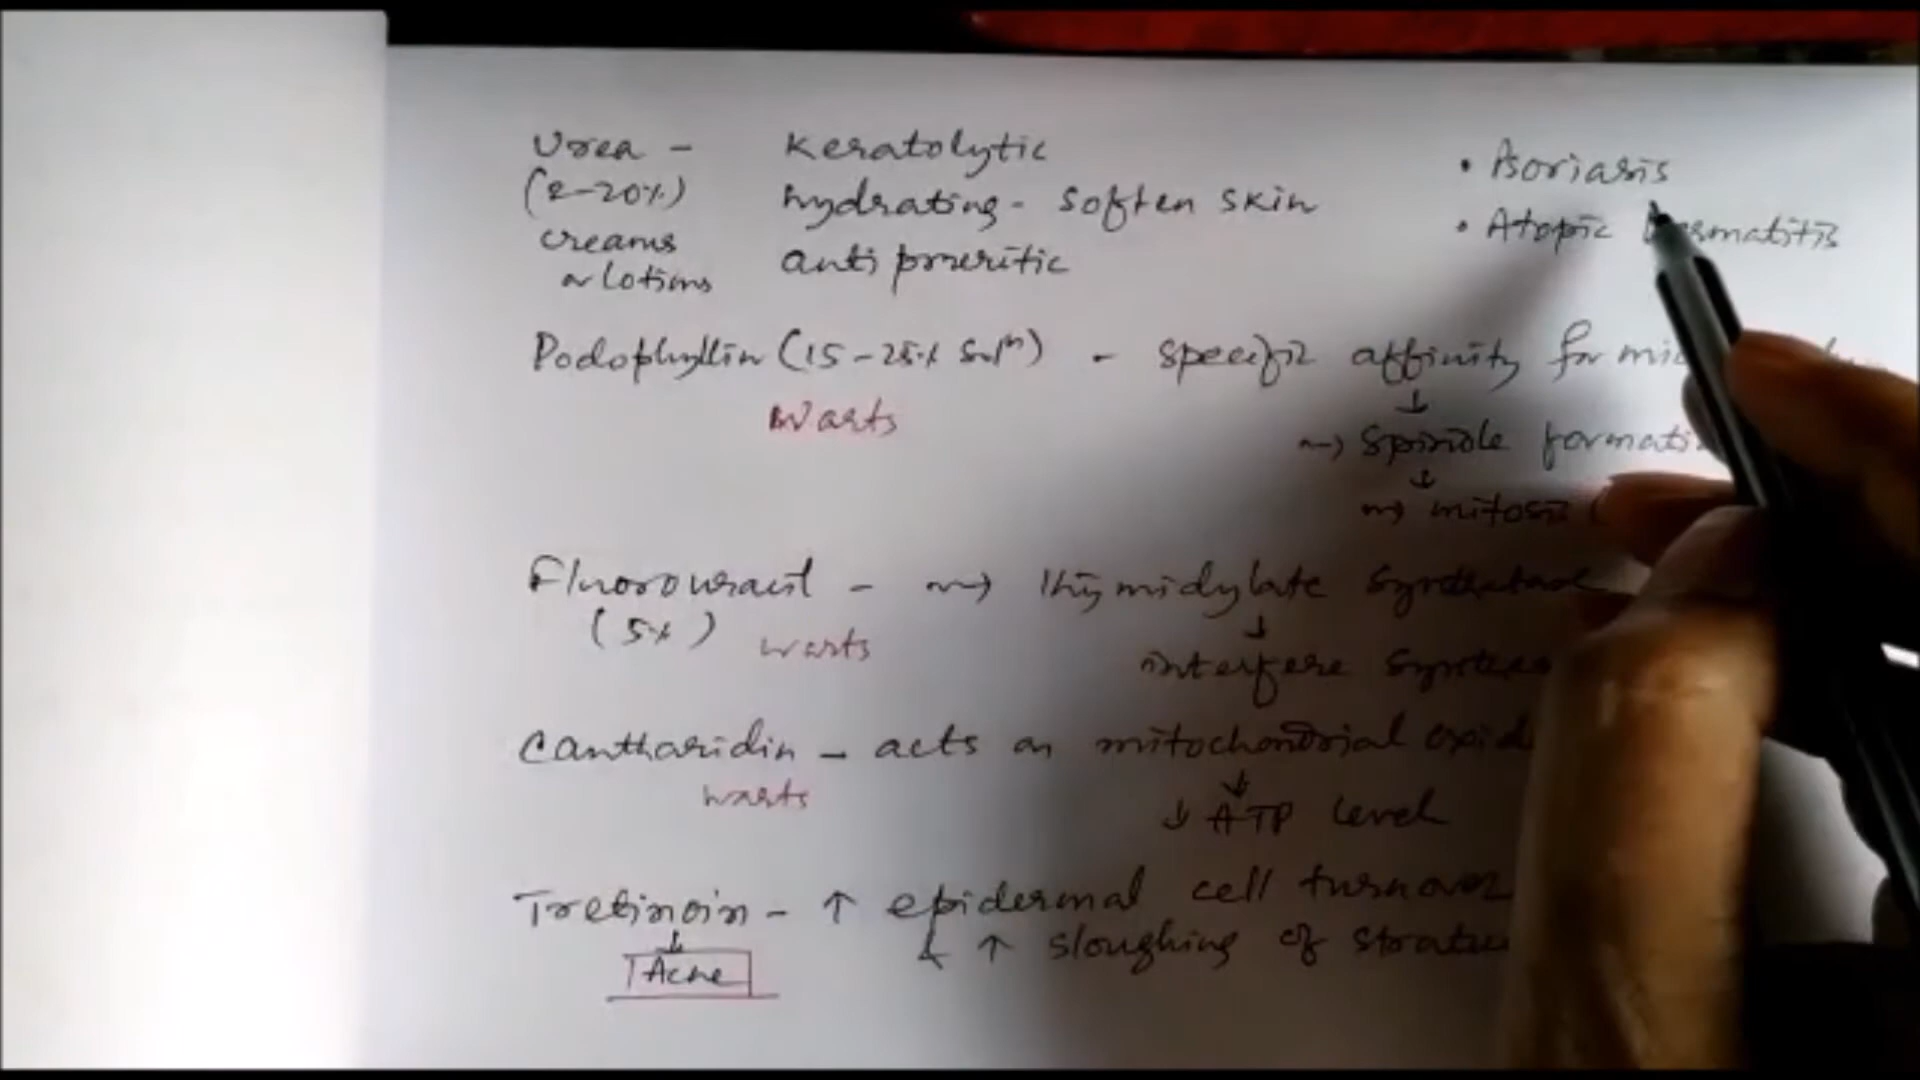 Urea - Keratolytic • Psoriasis
(2-20%) hydrating - soften skin • Atopic
creams anti prureitic
or Lotions
Podophyllin (15-25% Solⁿ) - specific affinity for
Warts ↓
⇝ Spindle
↓
⇝ mitosis
Fluorouracil - ⇝ Thymidylate Synthetase
(5%) warts ↓
interfere
Cantharidin - acts on mitochondrial
warts ↓
↓ ATP level
Tretinoin - ↑ epidermal cell turnover
↓ & ↑ sloughing of
Acne